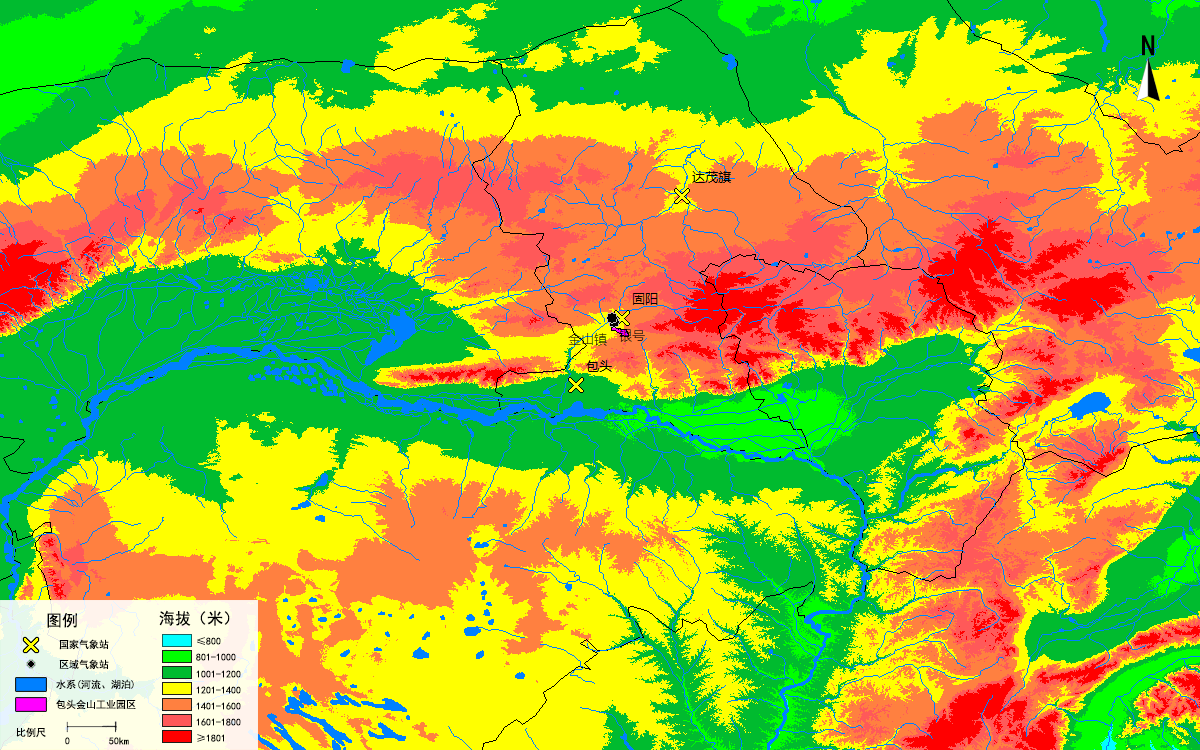 N
达茂旗
固阳
金山镇
银号
包头
图例
国家气象站
区域气象站
水系(河流、湖泊)
包头金山工业园区
比例尺
0 50km
海拔（米）
≤800
801-1000
1001-1200
1201-1400
1401-1600
1601-1800
≥1801